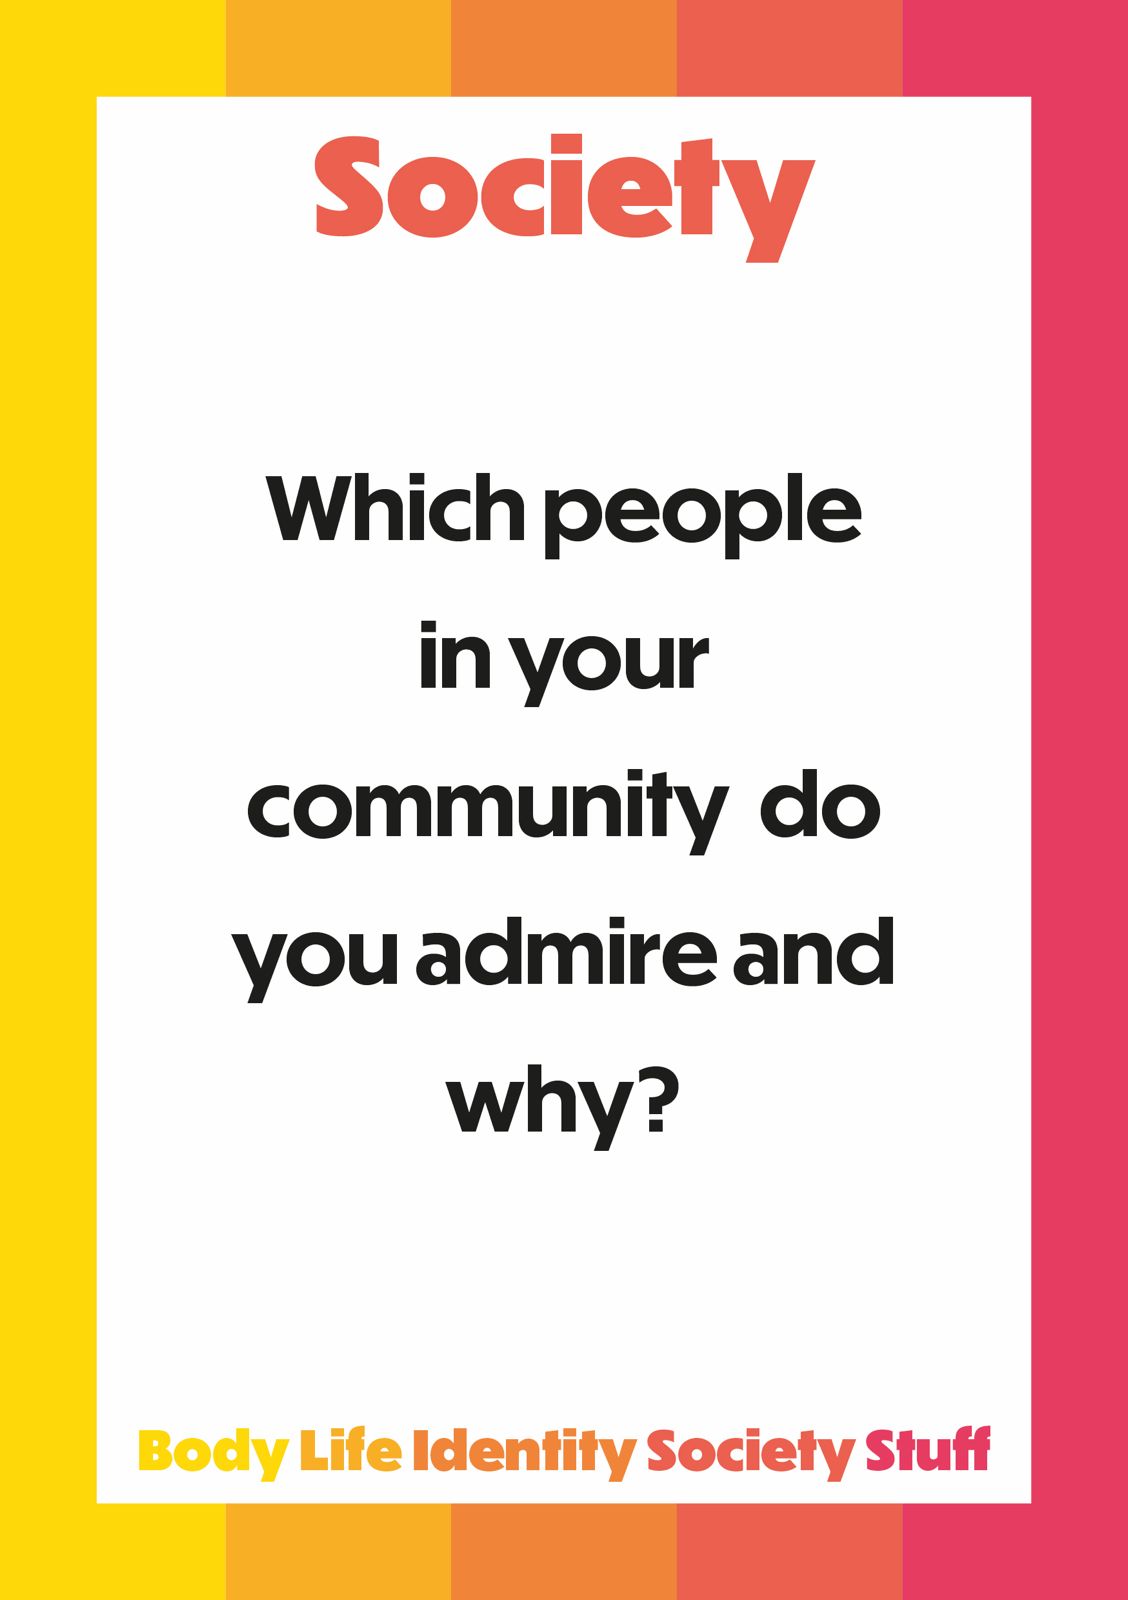 Society
Which people
in your
community do
you admire and
why?
Body Life Identity Society Stuff